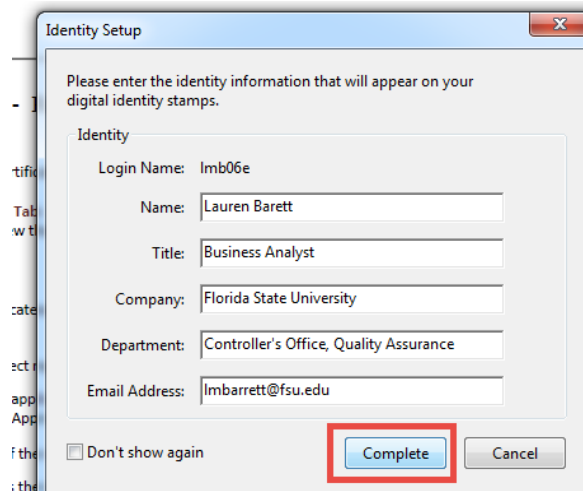 Identity Setup
Please enter the identity information that will appear on your
digital identity stamps.
Identity
Login Name: lmb06e
Name: Lauren Barett
Title: Business Analyst
Company: Florida State University
Department: Controller's Office, Quality Assurance
Email Address: lmbarrett@fsu.edu
Don't show again
Complete
Cancel